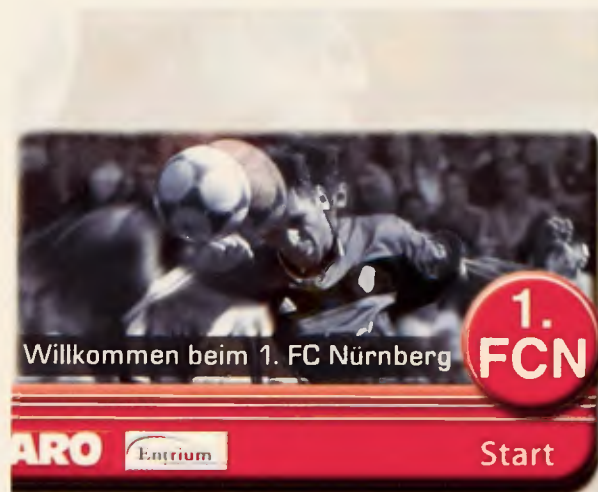 Willkommen beim 1. FC Nürnberg
1.
FCN
ARO
Entrium
Start